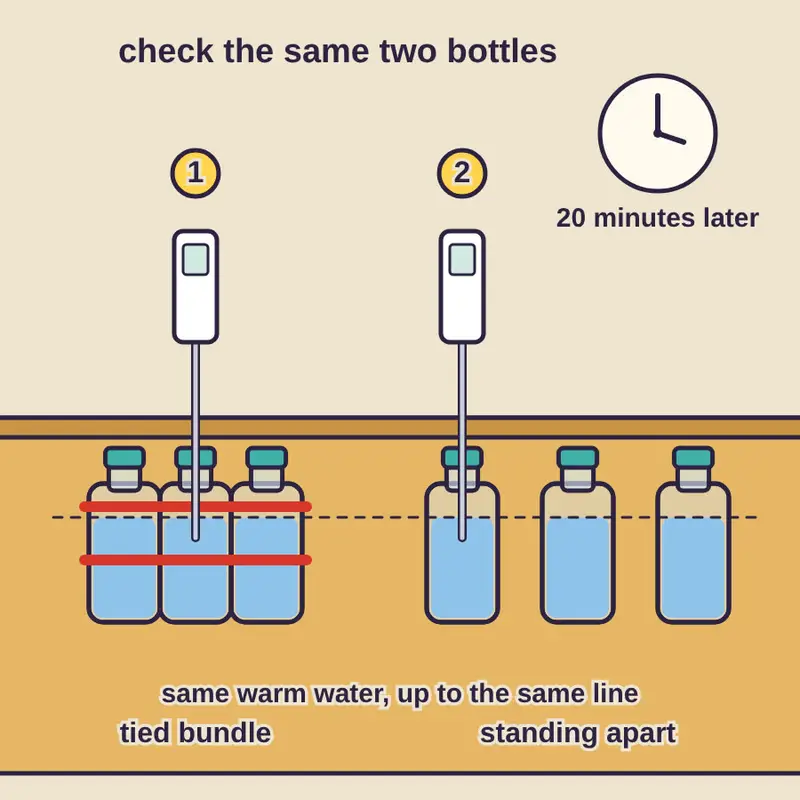 check the same two bottles
1
2
20 minutes later
same warm water, up to the same line
tied bundle
standing apart